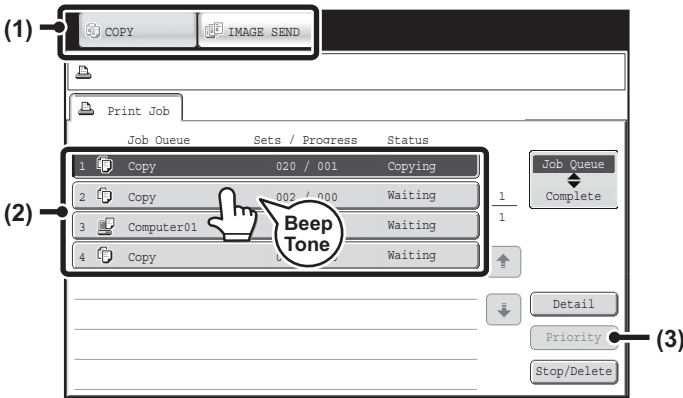 (1)
COPY
IMAGE SEND
Print Job
Job Queue Sets / Progress Status
1 Copy 020 / 001 Copying
2 Copy 002 / 000 Waiting
3 Computer01 Waiting
4 Copy Waiting
(2)
Beep
Tone
1
1
Job Queue
Complete
Detail
Priority
(3)
Stop/Delete